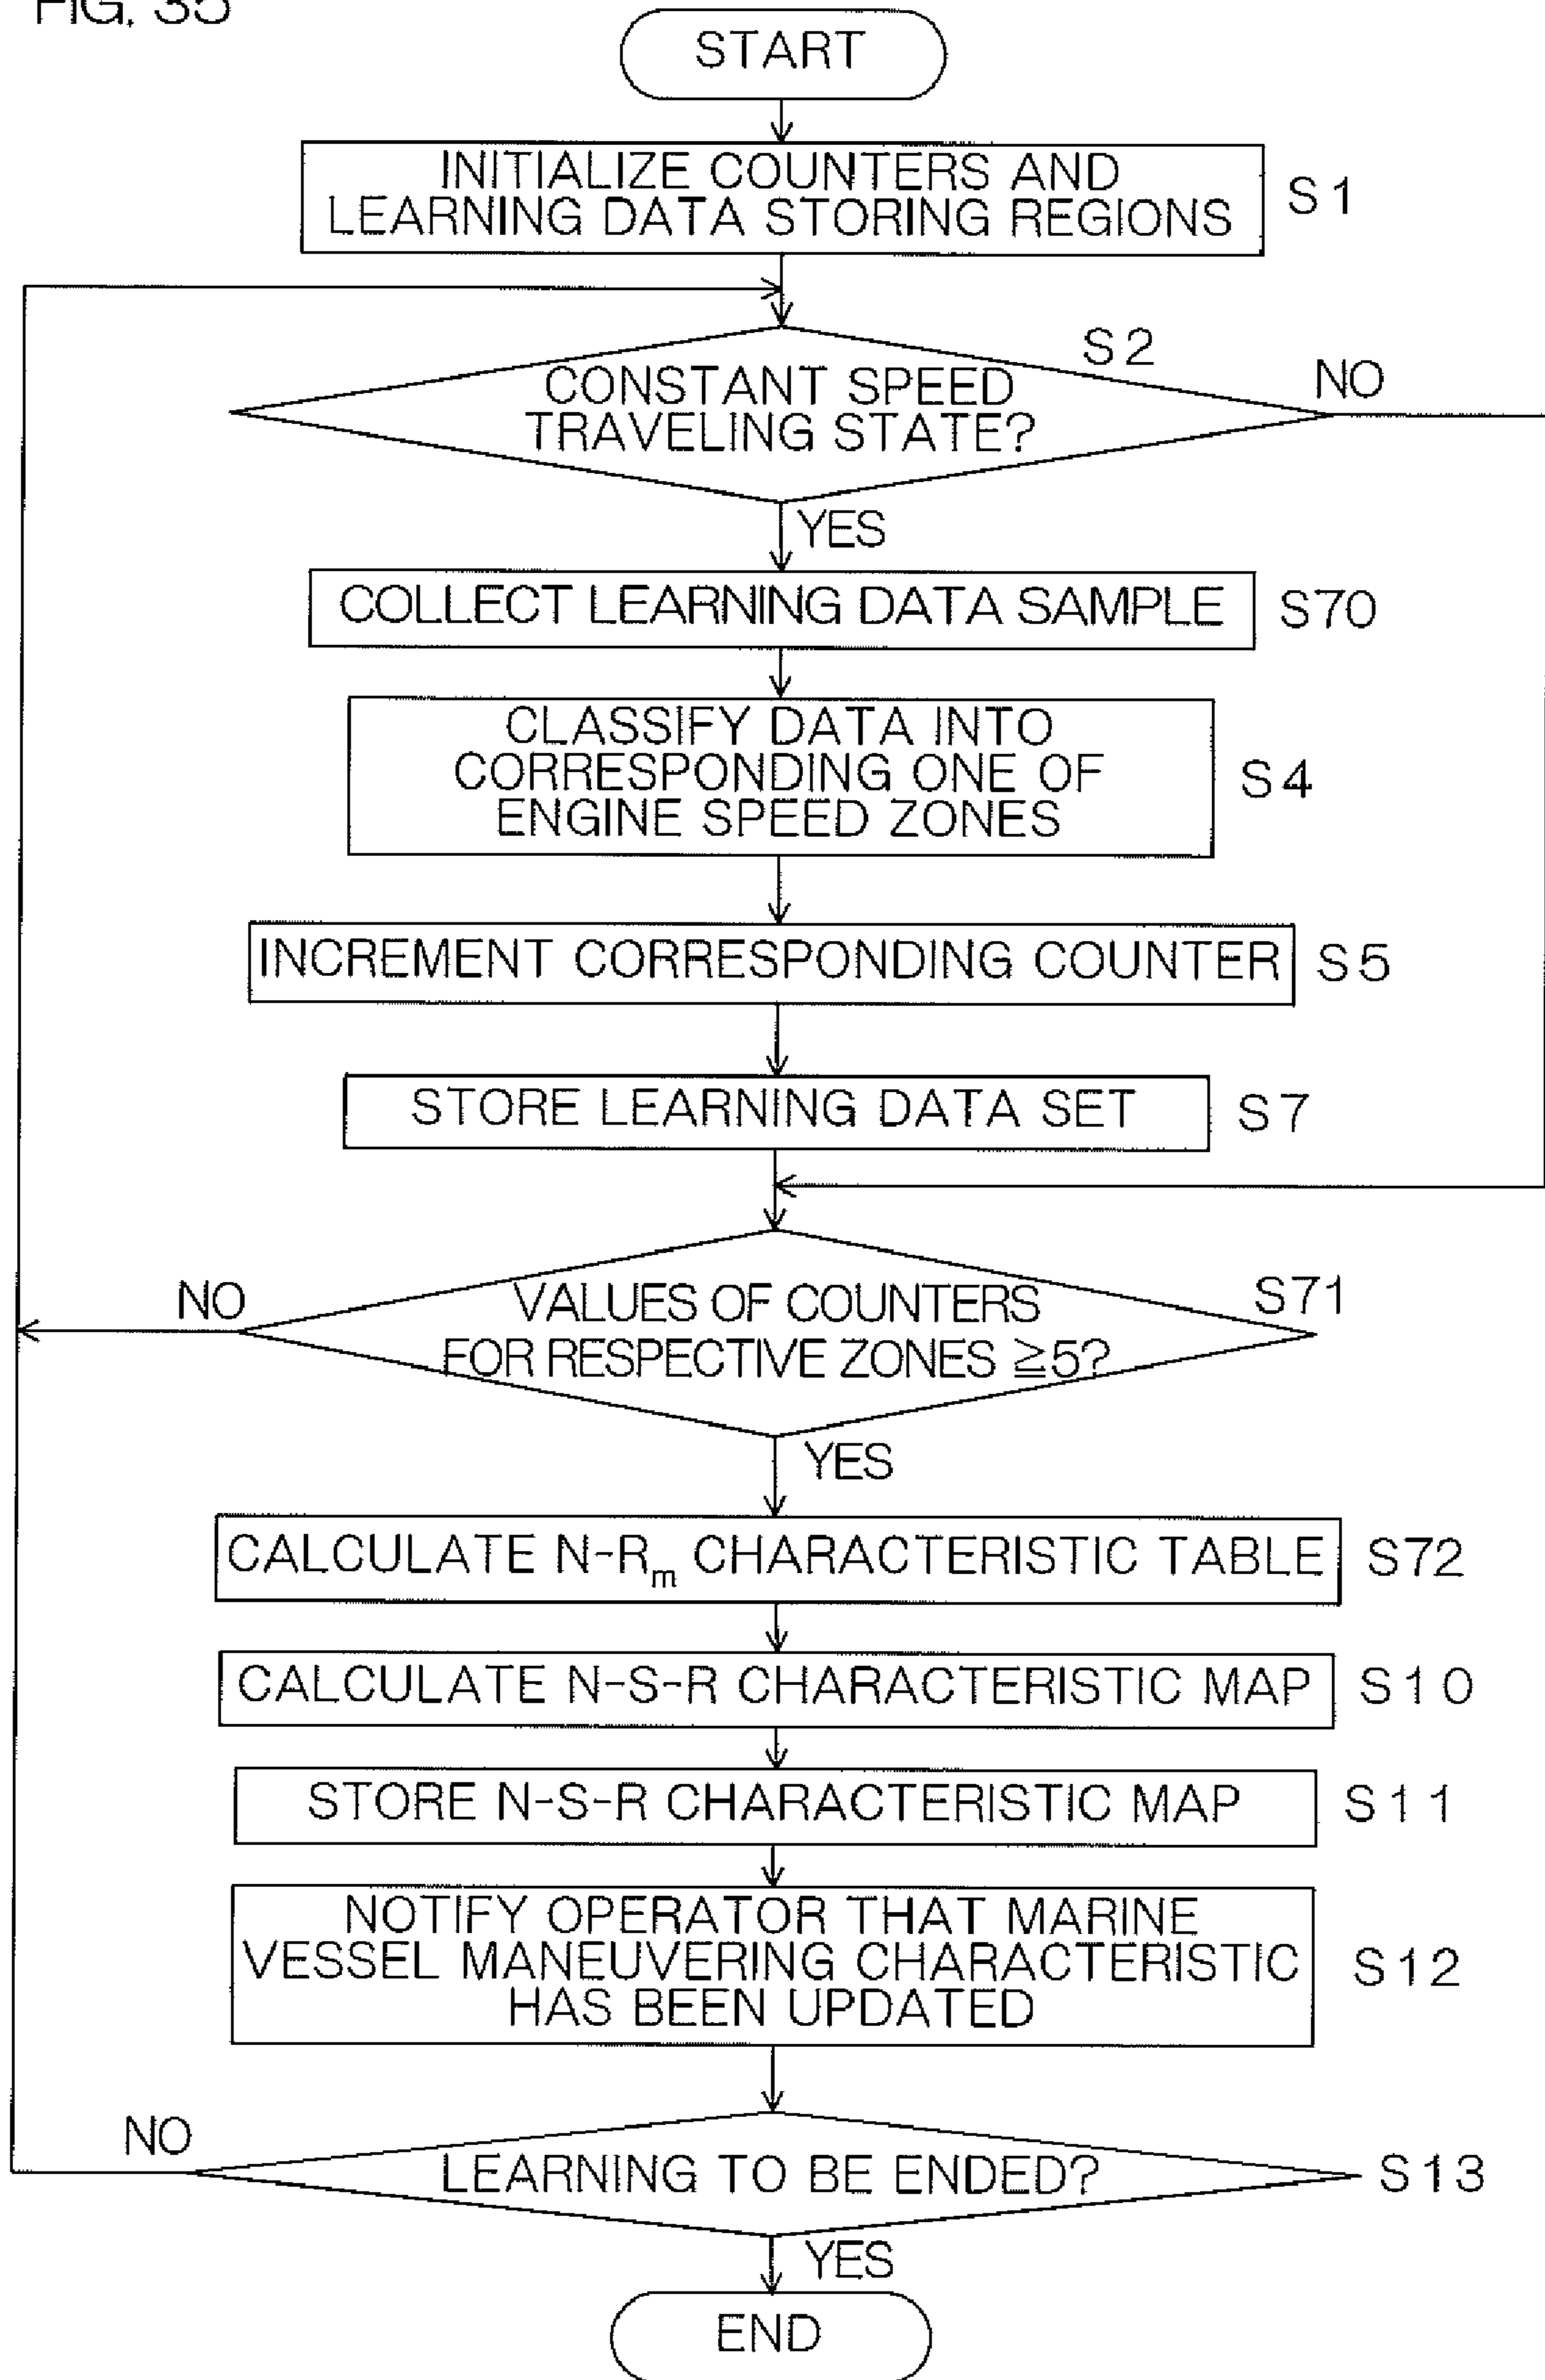 FIG. 35
START
INITIALIZE COUNTERS AND
LEARNING DATA STORING REGIONS
S1
S2
CONSTANT SPEED
TRAVELING STATE?
NO
YES
COLLECT LEARNING DATA SAMPLE
S70
CLASSIFY DATA INTO
CORRESPONDING ONE OF
ENGINE SPEED ZONES
S4
INCREMENT CORRESPONDING COUNTER
S5
STORE LEARNING DATA SET
S7
NO
VALUES OF COUNTERS
FOR RESPECTIVE ZONES ≧5?
S71
YES
CALCULATE N-Rm CHARACTERISTIC TABLE
S72
CALCULATE N-S-R CHARACTERISTIC MAP
S10
STORE N-S-R CHARACTERISTIC MAP
S11
NOTIFY OPERATOR THAT MARINE
VESSEL MANEUVERING CHARACTERISTIC
HAS BEEN UPDATED
S12
NO
LEARNING TO BE ENDED?
S13
YES
END